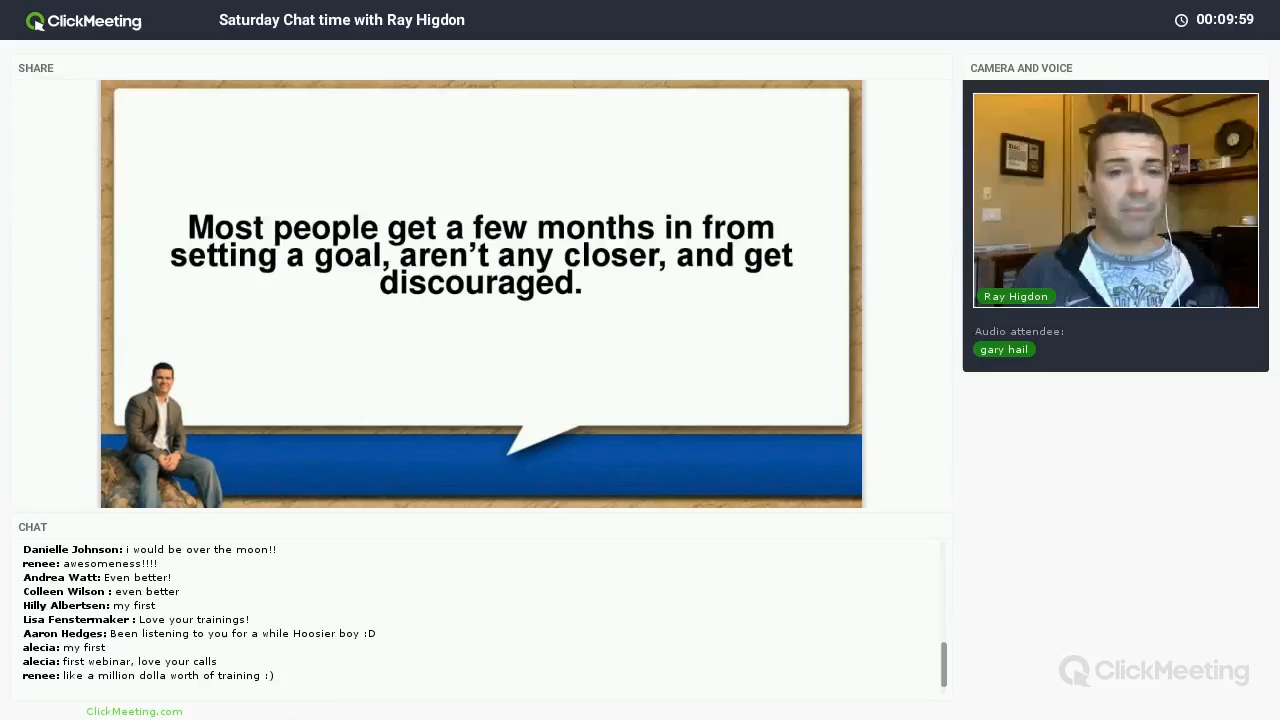 ClickMeeting
Saturday Chat time with Ray Higdon
00:09:59
SHARE
CAMERA AND VOICE
Most people get a few months in from
setting a goal, aren't any closer, and get
discouraged.
Ray Higdon
Audio attendee:
gary hail
CHAT
Danielle Johnson: i would be over the moon!!
renee: awesomeness!!!!
Andrea Watt: Even better!
Colleen Wilson : even better
Hilly Albertsen: my first
Lisa Fenstermaker : Love your trainings!
Aaron Hedges: Been listening to you for a while Hoosier boy :D
alecia: my first
alecia: first webinar, love your calls
renee: like a million dolla worth of training :)
ClickMeeting
ClickMeeting.com